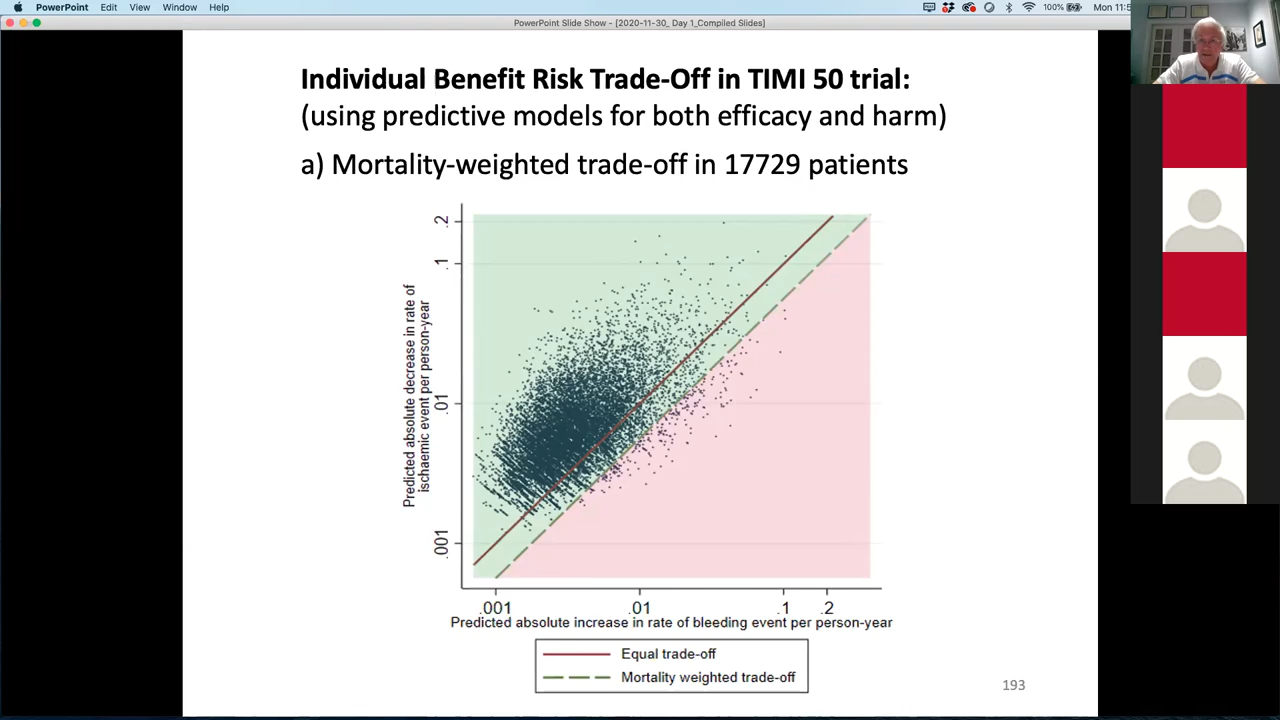 PowerPoint File Edit View Window Help
100% Mon 11:5
PowerPoint Slide Show - [2020-11-30_ Day 1_Compiled Slides]
Individual Benefit Risk Trade-Off in TIMI 50 trial:
(using predictive models for both efficacy and harm)
a) Mortality-weighted trade-off in 17729 patients
Predicted absolute decrease in rate of
ischaemic event per person-year
.2
.1
.01
.001
.001 .01 .1 .2
Predicted absolute increase in rate of bleeding event per person-year
Equal trade-off
Mortality weighted trade-off
193